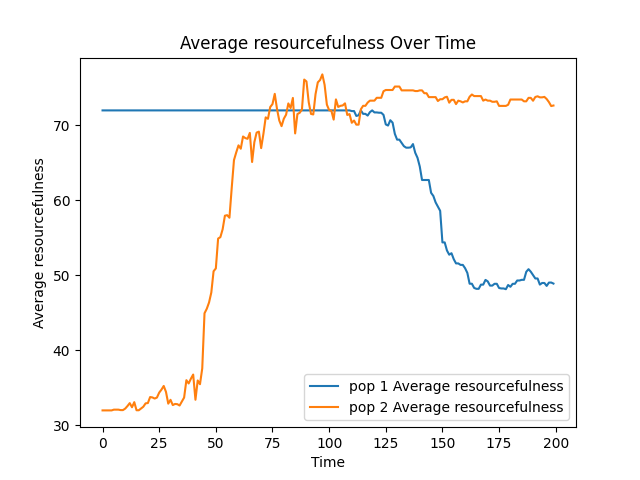 Average resourcefulness Over Time
Average resourcefulness
70
60
50
40
30
0 25 50 75 100 125 150 175 200
Time
pop 1 Average resourcefulness
pop 2 Average resourcefulness